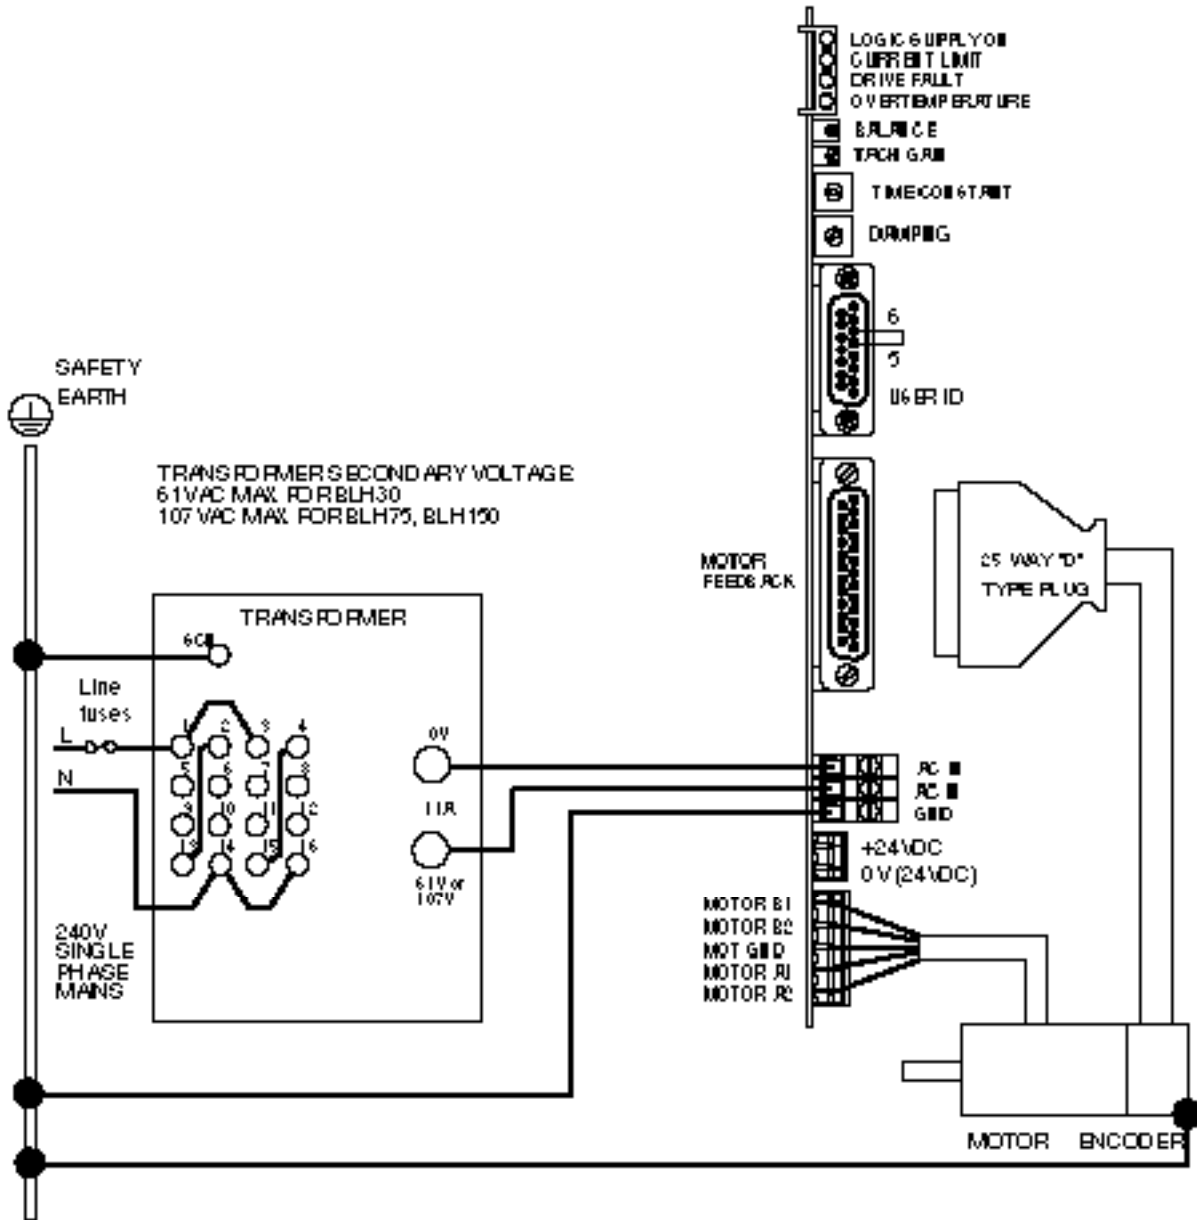 LOGIC SUPPLY ON
CURRENT LIMIT
DRIVE FAULT
OVERTEMPERATURE
BALANCE
TACH GAIN
TIME CONSTANT
DAMPING
6
5
USER ID
SAFETY
EARTH
TRANSFORMER SECONDARY VOLTAGE
61VAC MAX. FOR BLH30
107 VAC MAX. FOR BLH75, BLH150
MOTOR
FEEDBACK
25 WAY "D"
TYPE PLUG
TRANSFORMER
SCN
Line
fuses
L
N
1 2 3 4
5 6 7 8
9 10 11 12
13 14 15 16
0V
11A
61V or
107V
AC IN
AC IN
GND
+24VDC
0V (24VDC)
MOTOR B1
MOTOR B2
MOT GND
MOTOR A1
MOTOR A2
240V
SINGLE
PHASE
MAINS
MOTOR ENCODER